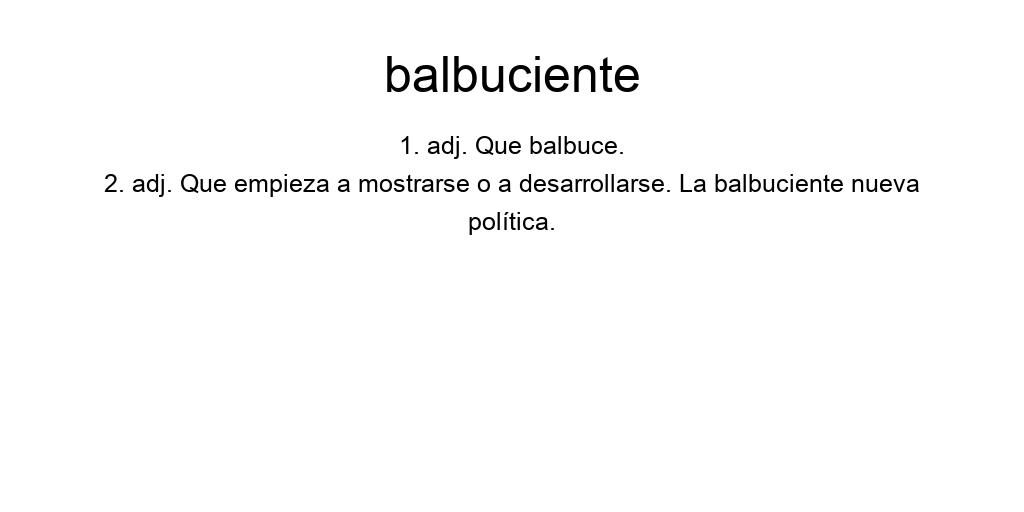 balbuciente
1. adj. Que balbuce.
2. adj. Que empieza a mostrarse o a desarrollarse. La balbuciente nueva
política.